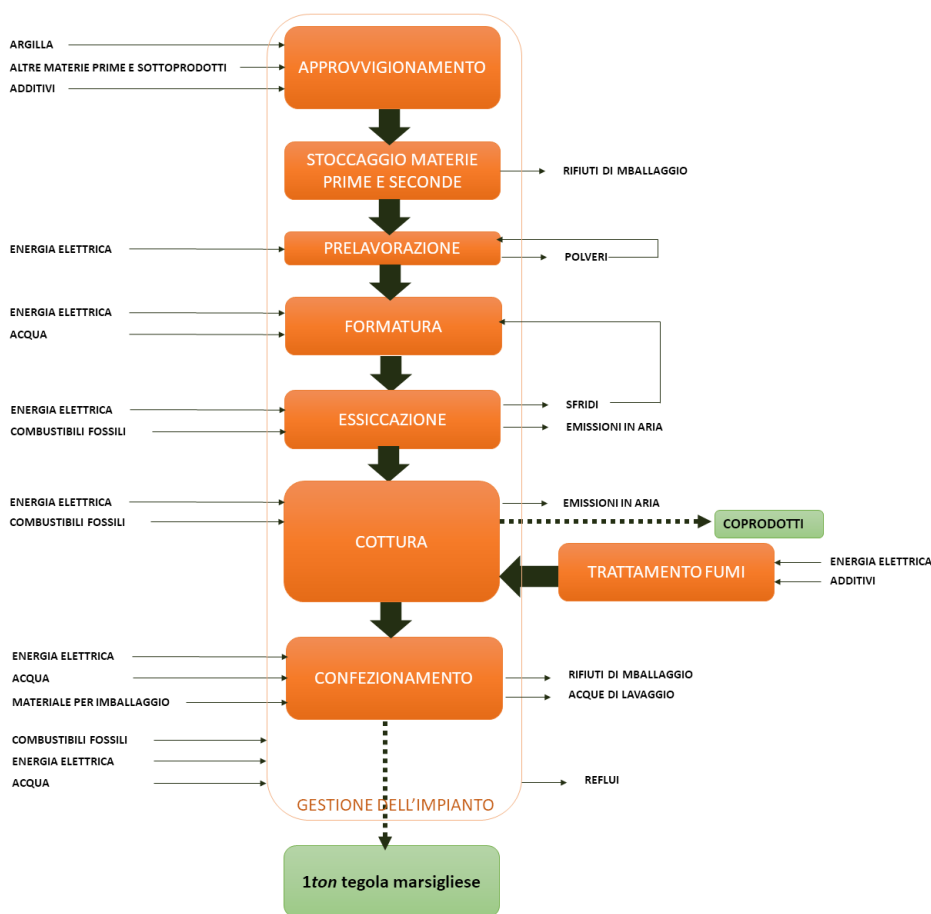 ARGILLA
ALTRE MATERIE PRIME E SOTTOPRODOTTI
ADDITIVI
APPROVVIGIONAMENTO
STOCCAGGIO MATERIE
PRIME E SECONDE
RIFIUTI DI MBALLAGGIO
ENERGIA ELETTRICA
PRELAVORAZIONE
POLVERI
ENERGIA ELETTRICA
ACQUA
FORMATURA
ENERGIA ELETTRICA
COMBUSTIBILI FOSSILI
ESSICCAZIONE
SFRIDI
EMISSIONI IN ARIA
ENERGIA ELETTRICA
COMBUSTIBILI FOSSILI
COTTURA
EMISSIONI IN ARIA
COPRODOTTI
TRATTAMENTO FUMI
ENERGIA ELETTRICA
ADDITIVI
ENERGIA ELETTRICA
ACQUA
MATERIALE PER IMBALLAGGIO
CONFEZIONAMENTO
RIFIUTI DI MBALLAGGIO
ACQUE DI LAVAGGIO
COMBUSTIBILI FOSSILI
ENERGIA ELETTRICA
ACQUA
REFLUI
GESTIONE DELL'IMPIANTO
1ton tegola marsigliese